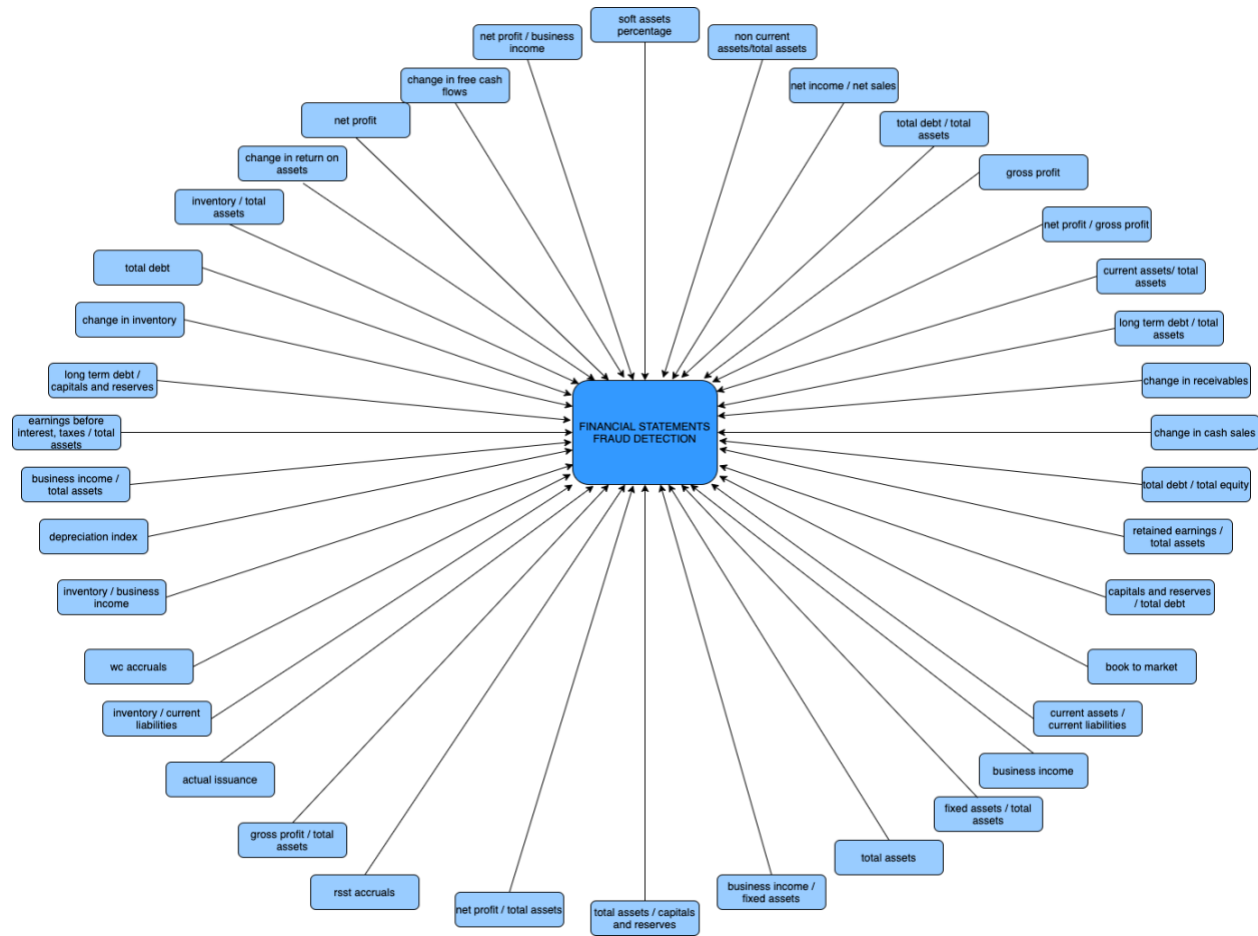 soft assets
percentage
net profit / business
income
non current
assets/total assets
change in free cash
flows
net income / net sales
net profit
total debt / total
assets
change in return on
assets
gross profit
inventory / total
assets
net profit / gross profit
total debt
current assets/ total
assets
change in inventory
long term debt / total
assets
long term debt /
capitals and reserves
change in receivables
earnings before
interest, taxes / total
assets
FINANCIAL STATEMENTS
FRAUD DETECTION
change in cash sales
business income /
total assets
total debt / total equity
depreciation index
retained earnings /
total assets
inventory / business
income
capitals and reserves
/ total debt
wc accruals
book to market
inventory / current
liabilities
current assets /
current liabilities
actual issuance
business income
gross profit / total
assets
fixed assets / total
assets
rsst accruals
total assets
net profit / total assets
business income /
fixed assets
total assets / capitals
and reserves